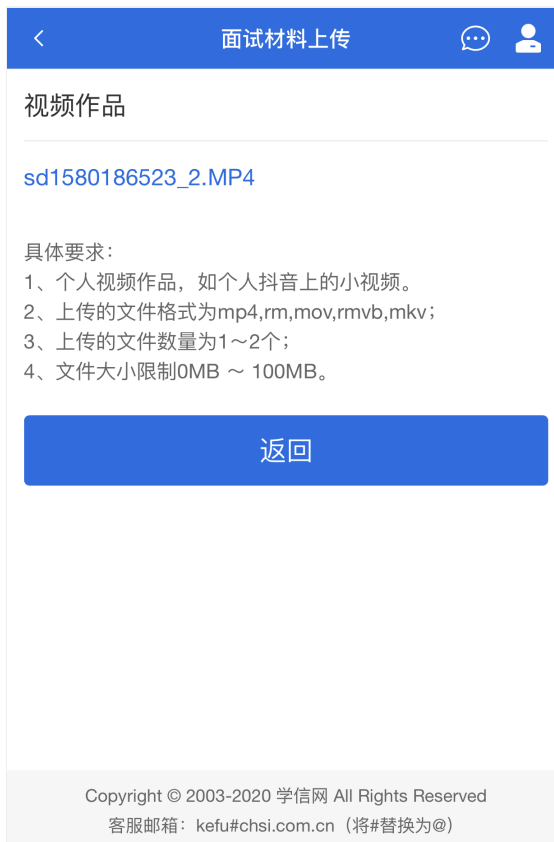 面试材料上传
视频作品
sd1580186523_2.MP4
具体要求：
1、个人视频作品，如个人抖音上的小视频。
2、上传的文件格式为mp4,rm,mov,rmvb,mkv；
3、上传的文件数量为1～2个；
4、文件大小限制0MB ～ 100MB。
返回
Copyright © 2003-2020 学信网 All Rights Reserved
客服邮箱：kefu#chsi.com.cn（将#替换为@）